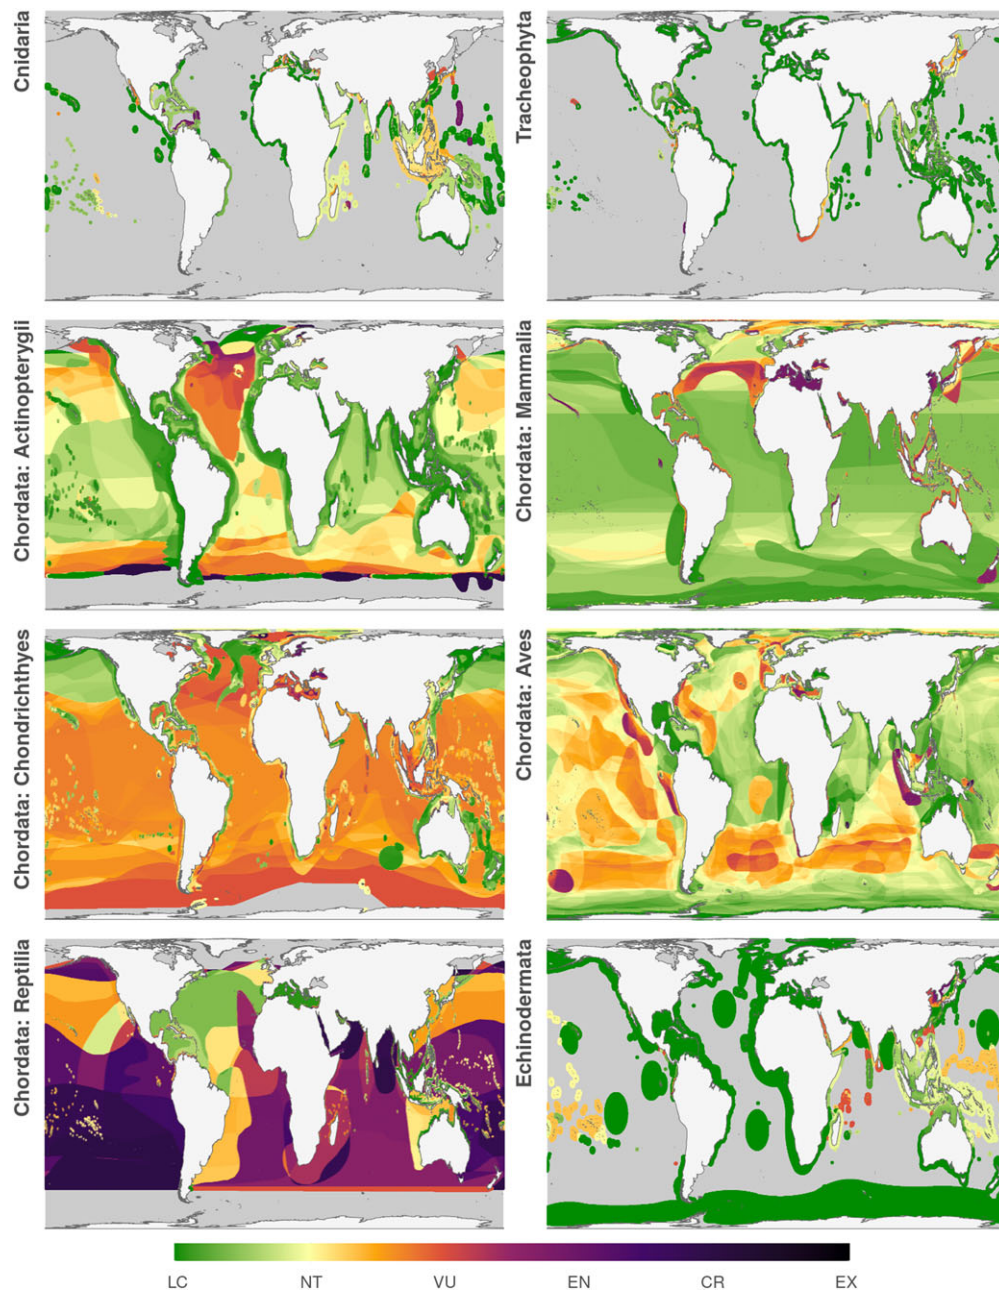 Cnidaria
Tracheophyta
Chordata: Actinopterygii
Chordata: Mammalia
Chordata: Chondrichthyes
Chordata: Aves
Chordata: Reptilia
Echinodermata
LC NT VU EN CR EX